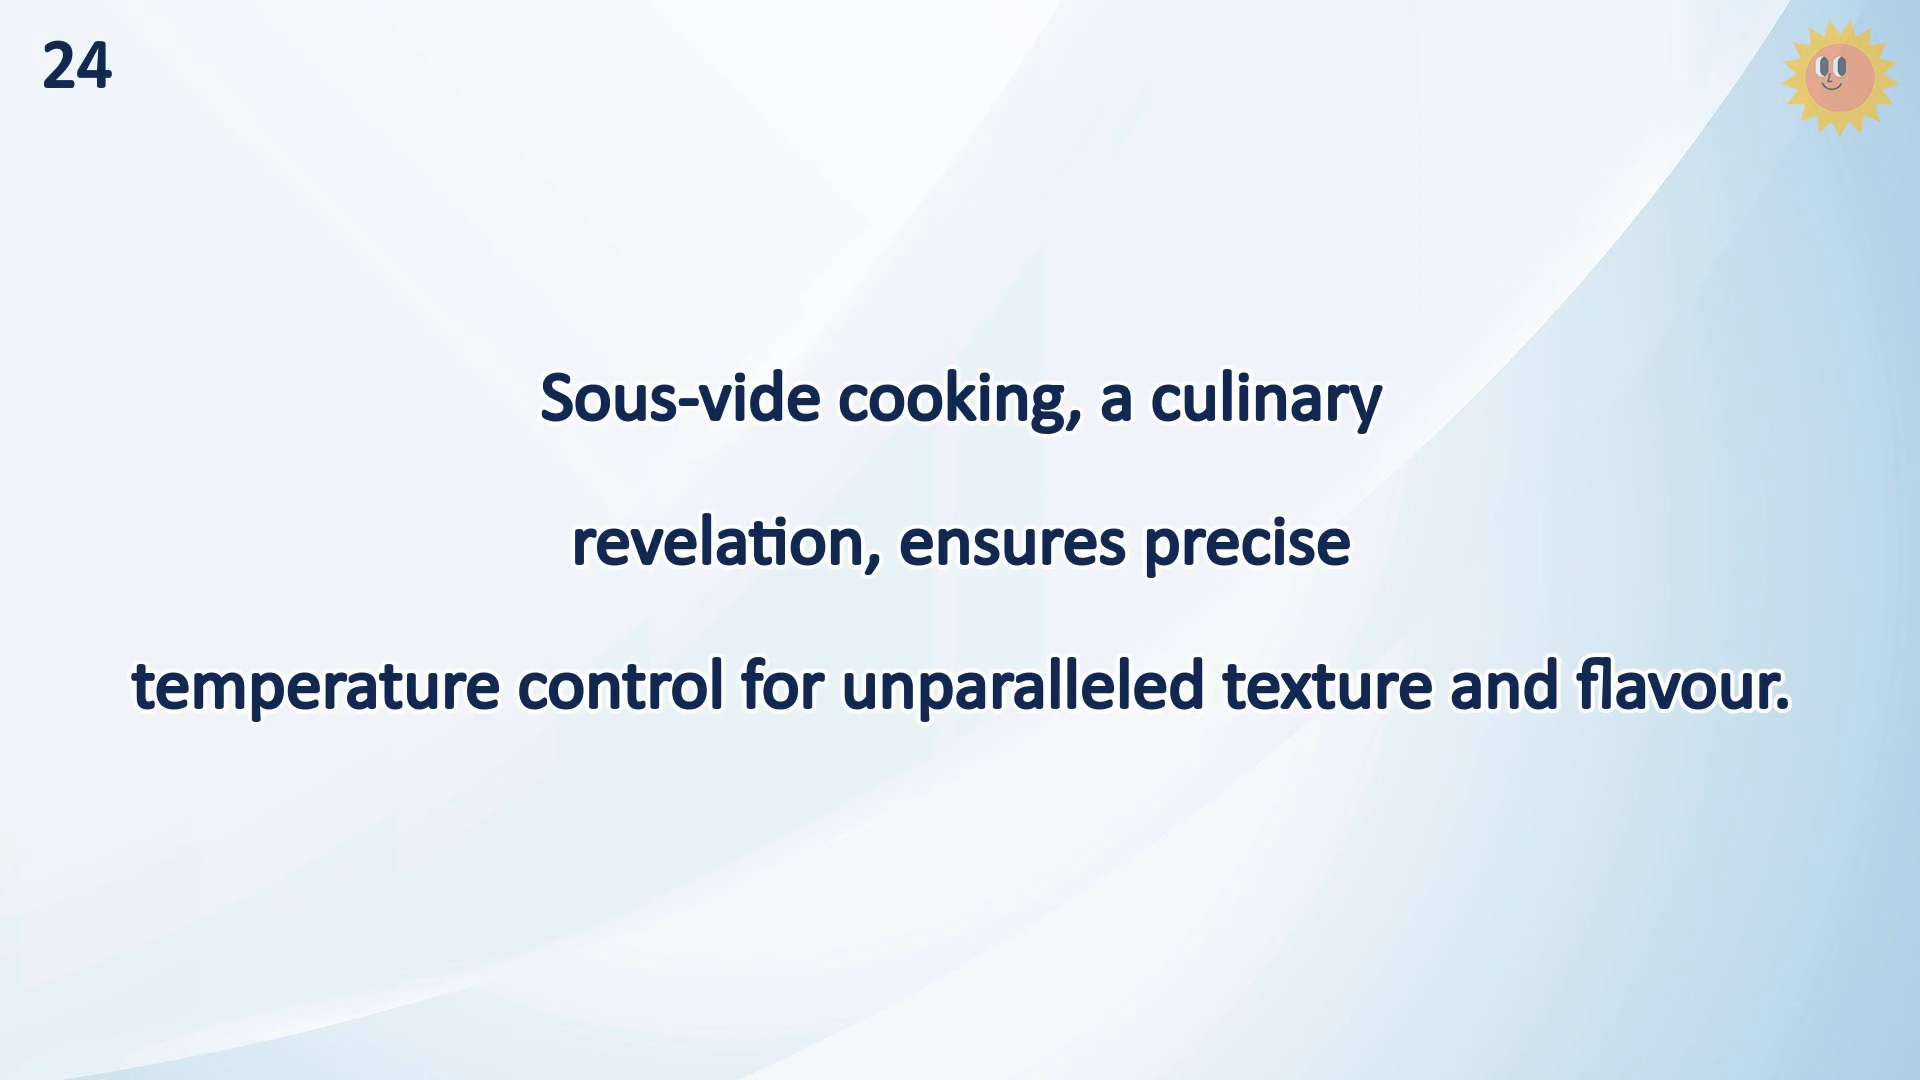 24
Sous-vide cooking, a culinary
revelation, ensures precise
temperature control for unparalleled texture and flavour.